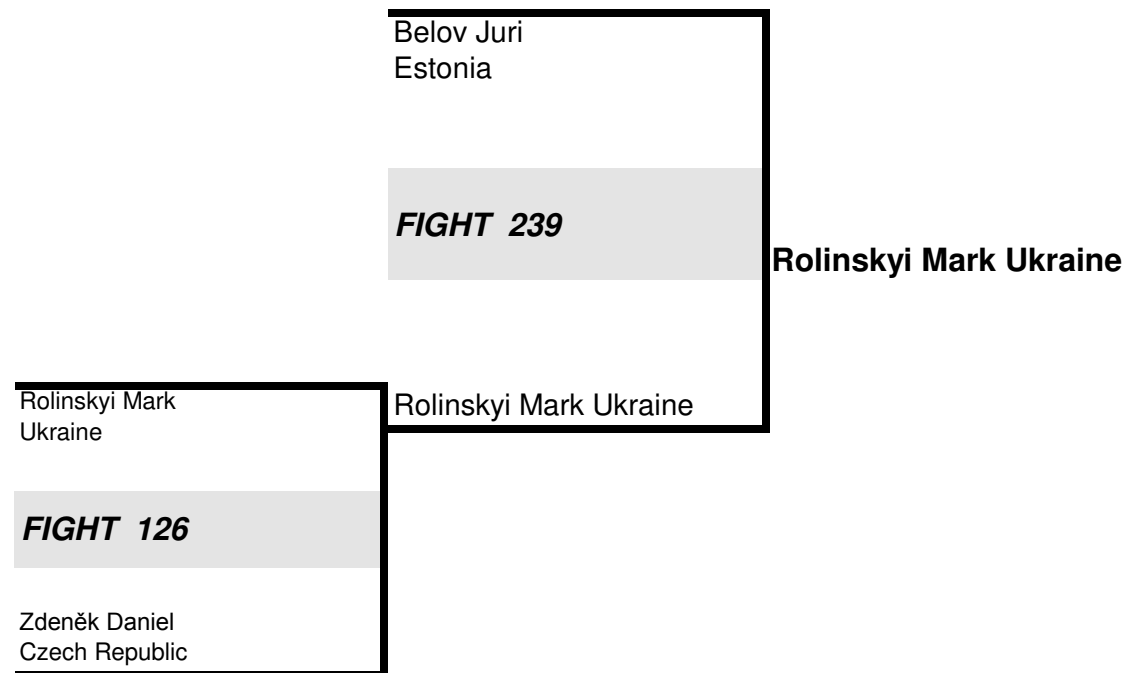 Belov Juri
Estonia
FIGHT 239
Rolinskyi Mark Ukraine
Rolinskyi Mark Ukraine
Rolinskyi Mark
Ukraine
FIGHT 126
Zdeněk Daniel
Czech Republic